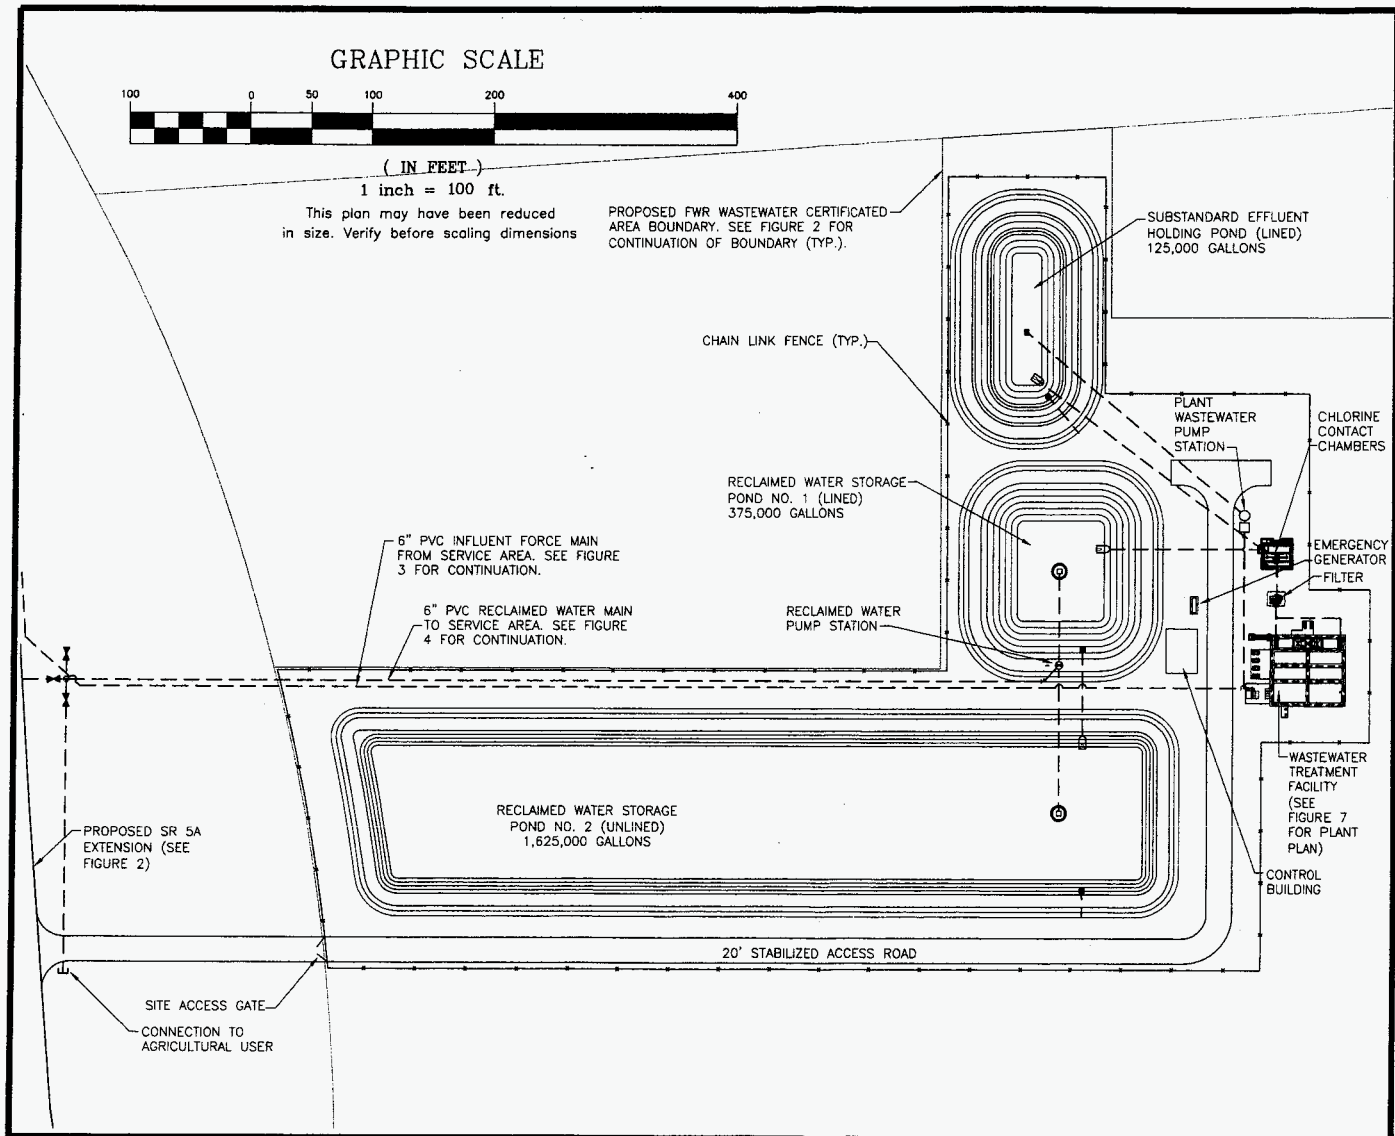 GRAPHIC SCALE
100 0 50 100 200 400
( IN FEET )
1 inch = 100 ft.
This plan may have been reduced
in size. Verify before scaling dimensions
PROPOSED FWR WASTEWATER CERTIFICATED
AREA BOUNDARY. SEE FIGURE 2 FOR
CONTINUATION OF BOUNDARY (TYP.).
SUBSTANDARD EFFLUENT
HOLDING POND (LINED)
125,000 GALLONS
CHAIN LINK FENCE (TYP.)
PLANT
WASTEWATER
PUMP
STATION
CHLORINE
CONTACT
CHAMBERS
RECLAIMED WATER STORAGE
POND NO. 1 (LINED)
375,000 GALLONS
6" PVC INFLUENT FORCE MAIN
FROM SERVICE AREA. SEE FIGURE
3 FOR CONTINUATION.
EMERGENCY
GENERATOR
FILTER
6" PVC RECLAIMED WATER MAIN
TO SERVICE AREA. SEE FIGURE
4 FOR CONTINUATION.
RECLAIMED WATER
PUMP STATION
WASTEWATER
TREATMENT
FACILITY
(SEE
FIGURE 7
FOR PLANT
PLAN)
RECLAIMED WATER STORAGE
POND NO. 2 (UNLINED)
1,625,000 GALLONS
PROPOSED SR 5A
EXTENSION (SEE
FIGURE 2)
CONTROL
BUILDING
20' STABILIZED ACCESS ROAD
SITE ACCESS GATE
CONNECTION TO
AGRICULTURAL USER